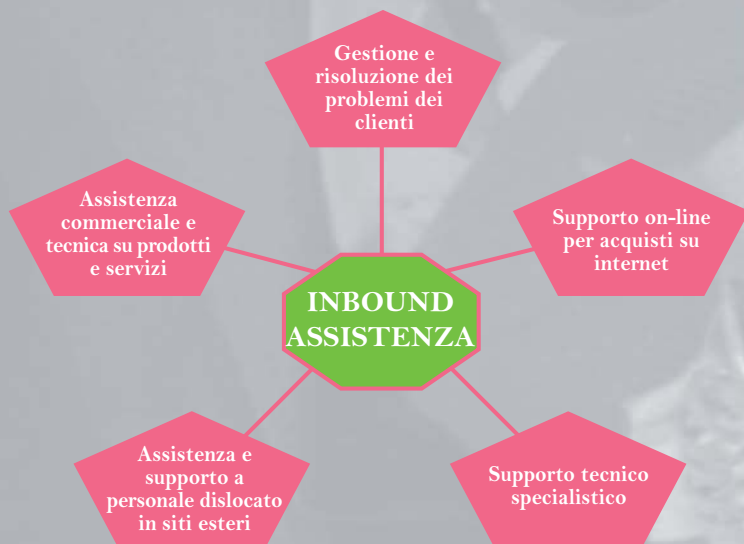 Gestione e
risoluzione dei
problemi dei
clienti
Assistenza
commerciale e
tecnica su prodotti
e servizi
Supporto on-line
per acquisti su
internet
INBOUND
ASSISTENZA
Assistenza e
supporto a
personale dislocato
in siti esteri
Supporto tecnico
specialistico